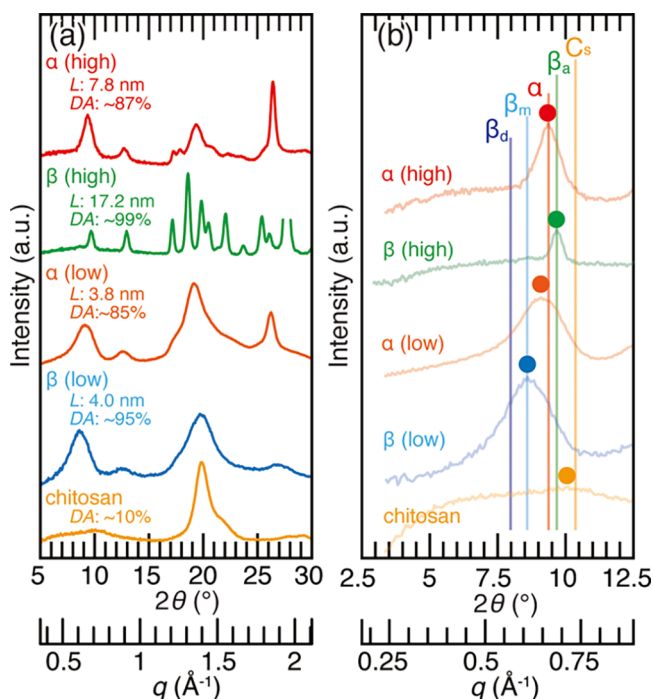 (a)
α (high)
L: 7.8 nm
DA: ~87%
β (high)
L: 17.2 nm
DA: ~99%
α (low)
L: 3.8 nm
DA:~85%
β (low)
L: 4.0 nm
DA: ~95%
chitosan
DA: ~10%
Intensity (a.u.)
5 10 15 20 25 30
2θ (°)
0.5 1 1.5 2
q (Å-1)
(b)
Cs
βa
α
βm
βd
α (high)
β (high)
α (low)
β (low)
chitosan
Intensity (a.u.)
2.5 5.0 7.5 10.0 12.5
2θ (°)
0.25 0.5 0.75
q (Å-1)